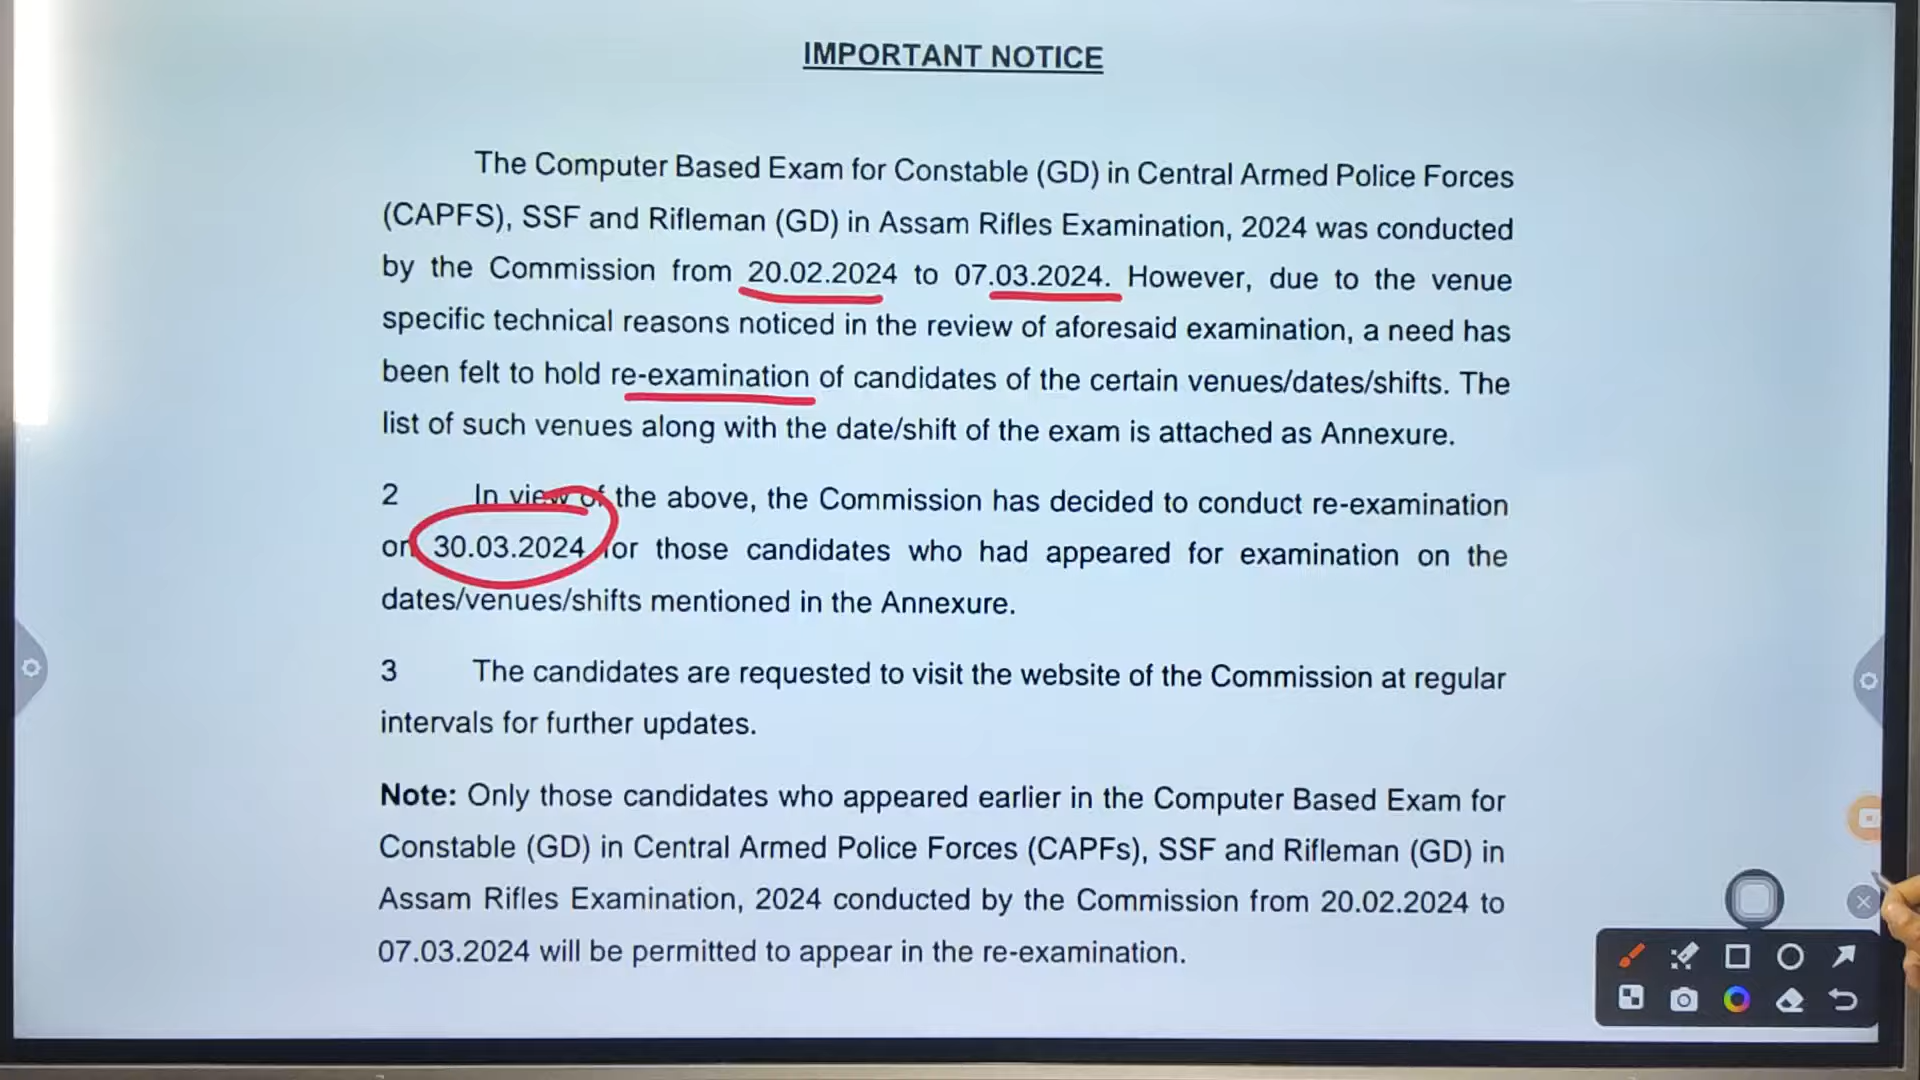 IMPORTANT NOTICE
The Computer Based Exam for Constable (GD) in Central Armed Police Forces
(CAPFS), SSF and Rifleman (GD) in Assam Rifles Examination, 2024 was conducted
by the Commission from 20.02.2024 to 07.03.2024. However, due to the venue
specific technical reasons noticed in the review of aforesaid examination, a need has
been felt to hold re-examination of candidates of the certain venues/dates/shifts. The
list of such venues along with the date/shift of the exam is attached as Annexure.
2 In view of the above, the Commission has decided to conduct re-examination
on 30.03.2024 for those candidates who had appeared for examination on the
dates/venues/shifts mentioned in the Annexure.
3 The candidates are requested to visit the website of the Commission at regular
intervals for further updates.
Note: Only those candidates who appeared earlier in the Computer Based Exam for
Constable (GD) in Central Armed Police Forces (CAPFs), SSF and Rifleman (GD) in
Assam Rifles Examination, 2024 conducted by the Commission from 20.02.2024 to
07.03.2024 will be permitted to appear in the re-examination.